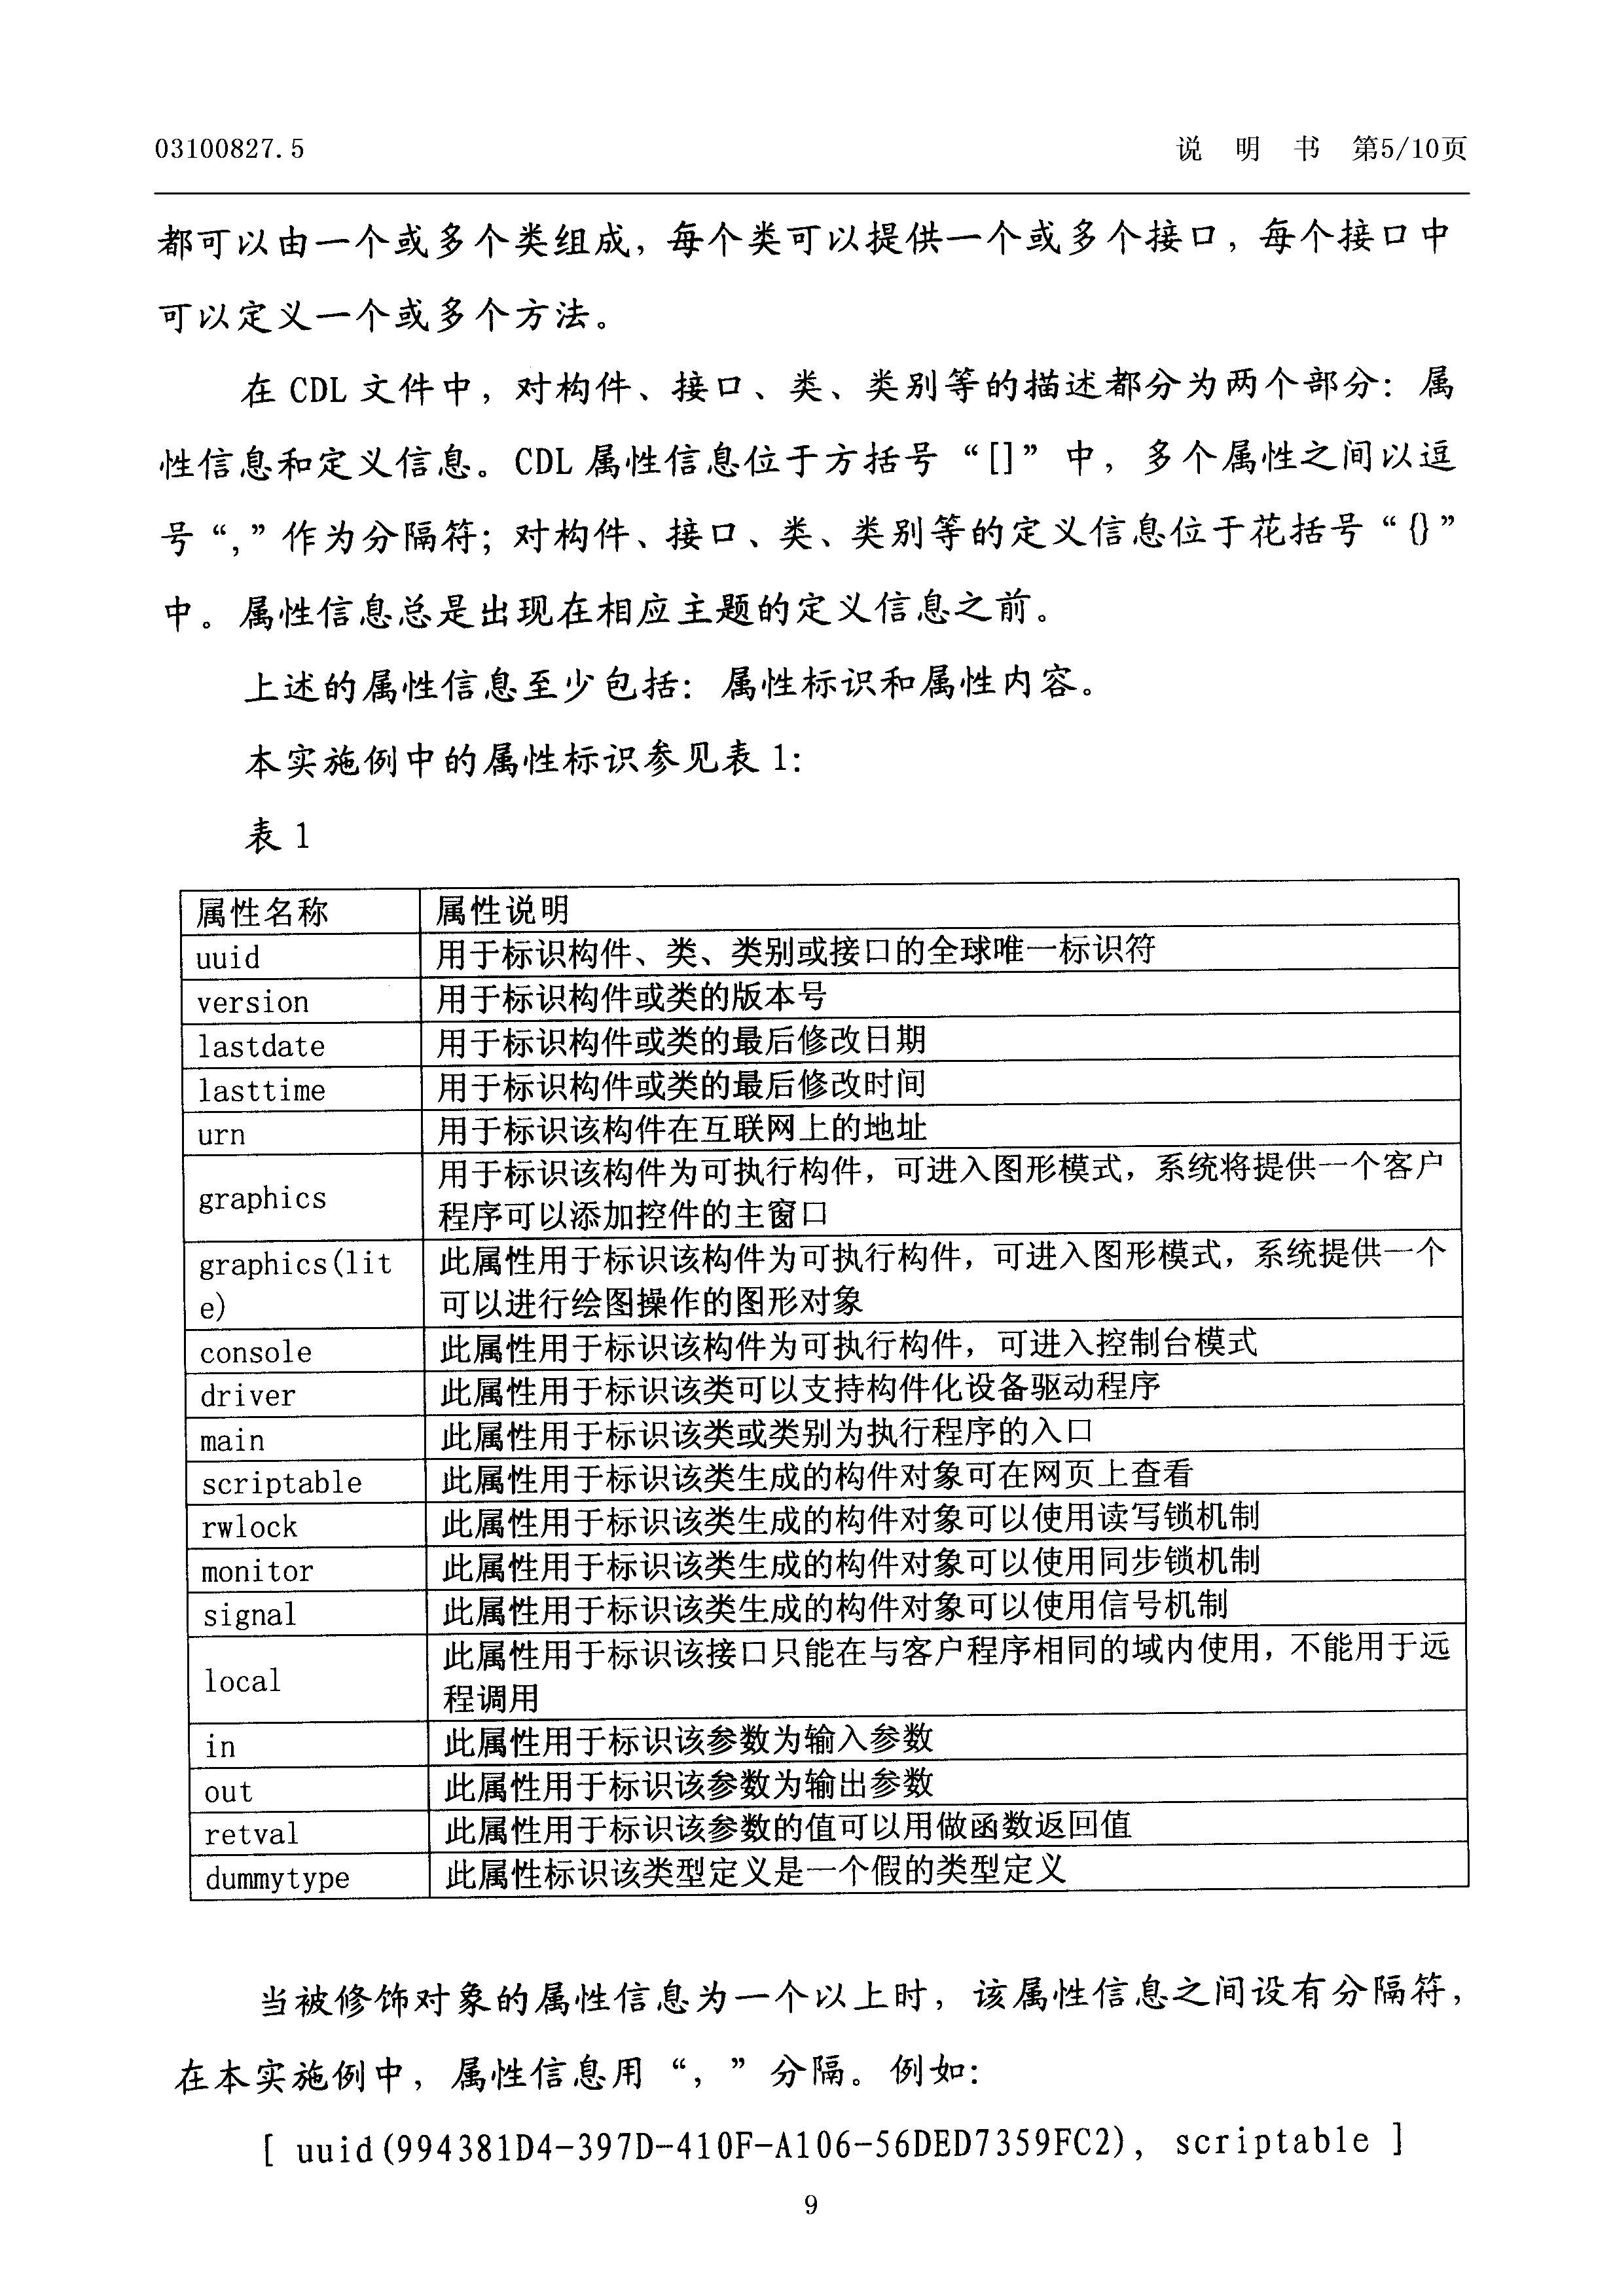 03100827.5
说 明 书 第5/10页
都可以由一个或多个类组成，每个类可以提供一个或多个接口，每个接口中
可以定义一个或多个方法。
在 CDL 文件中，对构件、接口、类、类别等的描述都分为两个部分：属
性信息和定义信息。CDL 属性信息位于方括号“[]”中，多个属性之间以逗
号“,”作为分隔符；对构件、接口、类、类别等的定义信息位于花括号“{}”
中。属性信息总是出现在相应主题的定义信息之前。
上述的属性信息至少包括：属性标识和属性内容。
本实施例中的属性标识参见表 1：
表 1
属性名称 属性说明
uuid 用于标识构件、类、类别或接口的全球唯一标识符
version 用于标识构件或类的版本号
lastdate 用于标识构件或类的最后修改日期
lasttime 用于标识构件或类的最后修改时间
urn 用于标识该构件在互联网上的地址
graphics 用于标识该构件为可执行构件，可进入图形模式，系统将提供一个客户
程序可以添加控件的主窗口
graphics(lit 此属性用于标识该构件为可执行构件，可进入图形模式，系统提供一个
e) 可以进行绘图操作的图形对象
console 此属性用于标识该构件为可执行构件，可进入控制台模式
driver 此属性用于标识该类可以支持构件化设备驱动程序
main 此属性用于标识该类或类别为执行程序的入口
scriptable 此属性用于标识该类生成的构件对象可在网页上查看
rwlock 此属性用于标识该类生成的构件对象可以使用读写锁机制
monitor 此属性用于标识该类生成的构件对象可以使用同步锁机制
signal 此属性用于标识该类生成的构件对象可以使用信号机制
local 此属性用于标识该接口只能在与客户程序相同的域内使用，不能用于远
程调用
in 此属性用于标识该参数为输入参数
out 此属性用于标识该参数为输出参数
retval 此属性用于标识该参数的值可以用做函数返回值
dummytype 此属性标识该类型定义是一个假的类型定义
当被修饰对象的属性信息为一个以上时，该属性信息之间设有分隔符，
在本实施例中，属性信息用“，”分隔。例如：
[ uuid(994381D4-397D-410F-A106-56DED7359FC2), scriptable ]
9